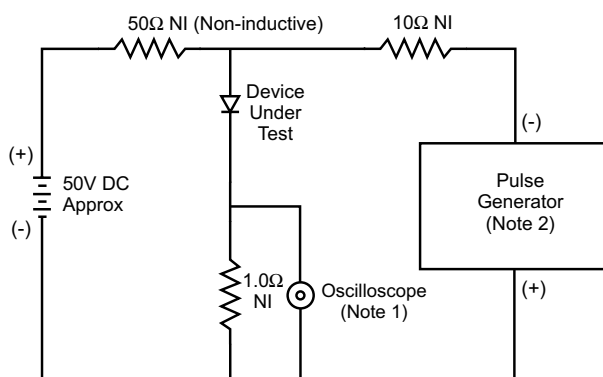 50Ω NI (Non-inductive)
10Ω NI
Device
Under
Test
(-)
(+)
50V DC
Approx
(-)
Pulse
Generator
(Note 2)
1.0Ω
NI
Oscilloscope
(Note 1)
(+)